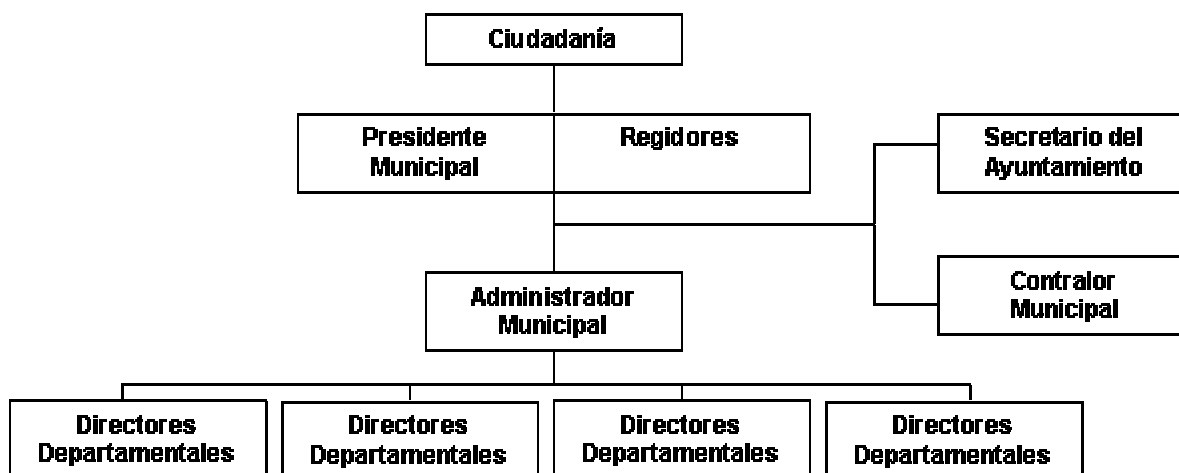 Ciudadanía
Presidente
Municipal
Regidores
Secretario del
Ayuntamiento
Contralor
Municipal
Administrador
Municipal
Directores
Departamentales
Directores
Departamentales
Directores
Departamentales
Directores
Departamentales